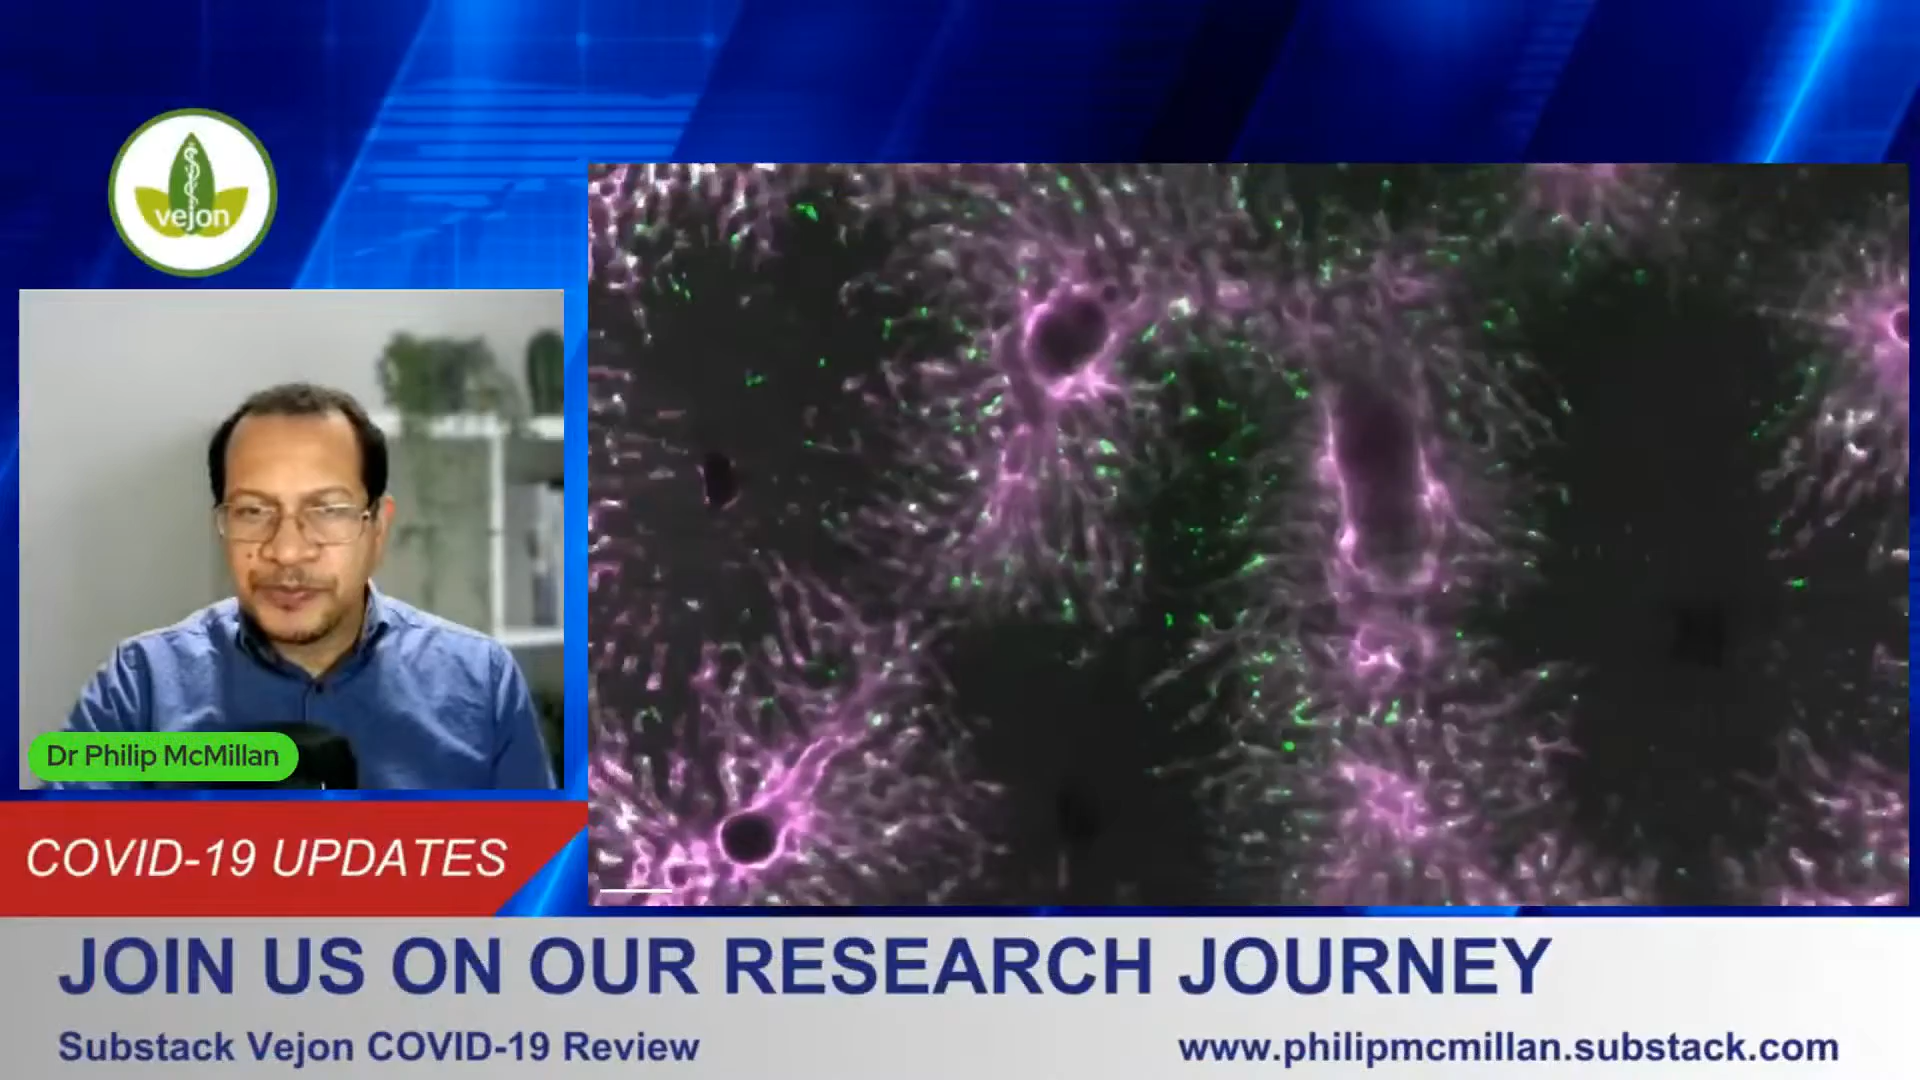 vejon
Dr Philip McMillan
COVID-19 UPDATES
JOIN US ON OUR RESEARCH JOURNEY
Substack Vejon COVID-19 Review
www.philipmcmillan.substack.com